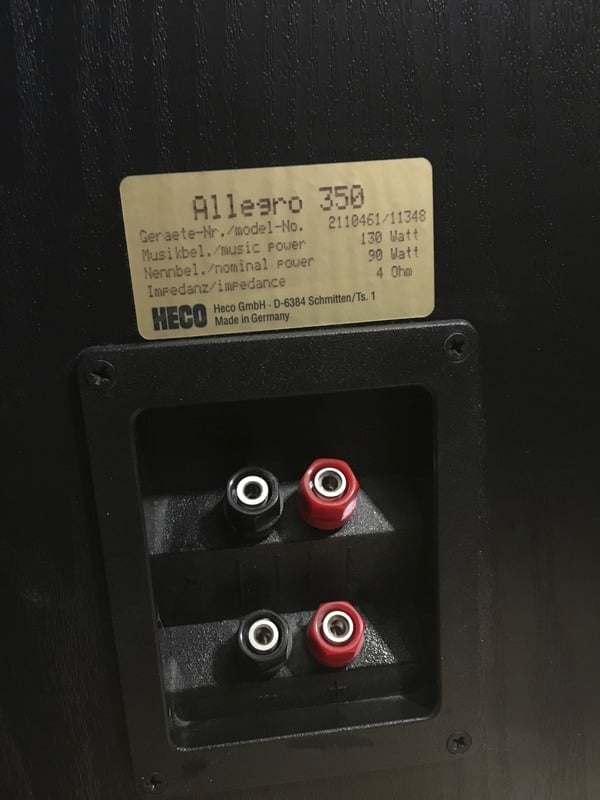 Allegro 350
Geraete-Nr./model-No. 2110461/11348
Musikbel./music power 130 Watt
Nennbel./nominal power 90 Watt
Impedanz/impedance 4 Ohm
HECO Heco GmbH · D-6384 Schmitten/Ts. 1
Made in Germany
- +